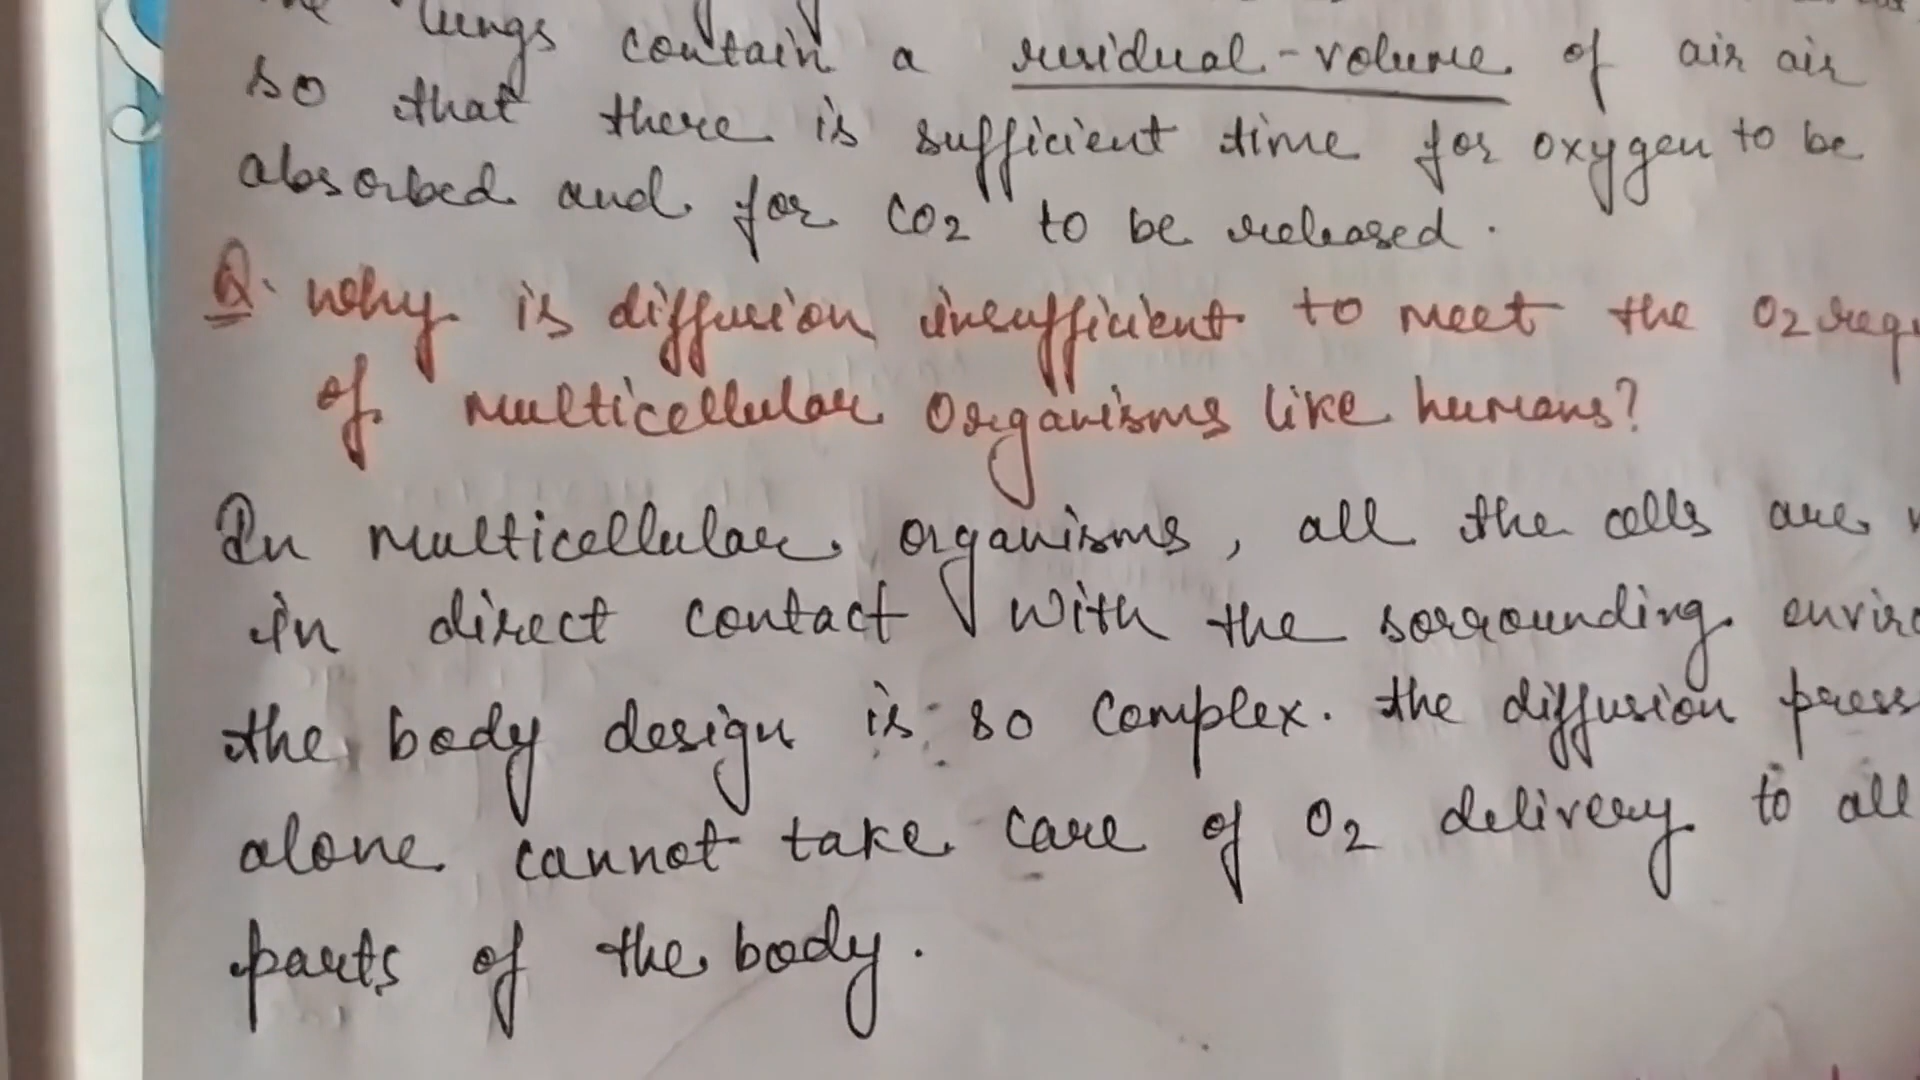 lungs contain a residual-volume of air air
so that there is sufficient time for oxygen to be
absorbed and for CO2 to be released.
Q. Why is diffusion insufficient to meet the O2 requ
of multicellular organisms like humans?
In multicellular organisms, all the cells are
in direct contact with the sorrounding enviro
the body design is so complex. the diffusion press
alone cannot take care of O2 delivery to all
parts of the body.